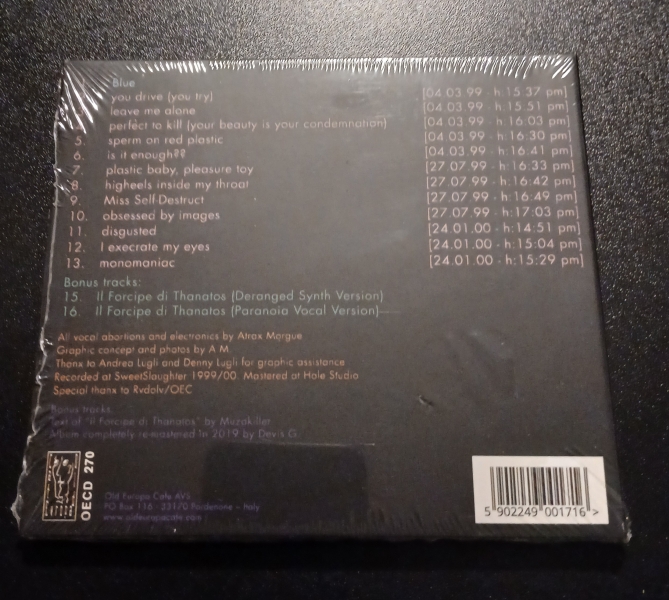 Blue
you drive (you try) [04.03.99 - h:15.37 pm]
leave me alone [04.03.99 - h:15.51 pm]
perfect to kill (your beauty is your condemnation) [04.03.99 - h:16:03 pm]
5. sperm on red plastic [04.03.99 - h:16:30 pm]
6. is it enough?? [04.03.99 - h:16:41 pm]
7. plastic baby, pleasure toy [27.07.99 - h:16:33 pm]
8. higheels inside my throat [27.07.99 - h:16:42 pm]
9. Miss Self-Destruct [27.07.99 - h:16:49 pm]
10. obsessed by images [27.07.99 - h:17:03 pm]
11. disgusted [24.01.00 - h:14:51 pm]
12. I execrate my eyes [24.01.00 - h:15:04 pm]
13. monomaniac [24.01.00 - h:15:29 pm]
Bonus tracks:
15. Il Forcipe di Thanatos (Deranged Synth Version)
16. Il Forcipe di Thanatos (Paranoia Vocal Version)
All vocal abortions and electronics by Atrax Morgue
Graphic concept and photos by A.M.
Thanx to Andrea Lugli and Denny Lugli for graphic assistance
Recorded at SweetSlaughter 1999/00. Mastered at Hale Studio
Special thanx to Rvdolv/OEC
Bonus tracks:
Text of "Il Forcipe di Thanatos" by Muzakiller
Album completely re-mastered in 2019 by Devis G.
OECD 270
Old Europa Cafe AVS
PO Box 116 - 33170 Pordenone - Italy
www.oldeuropacafe.com
5 902249 001716 >